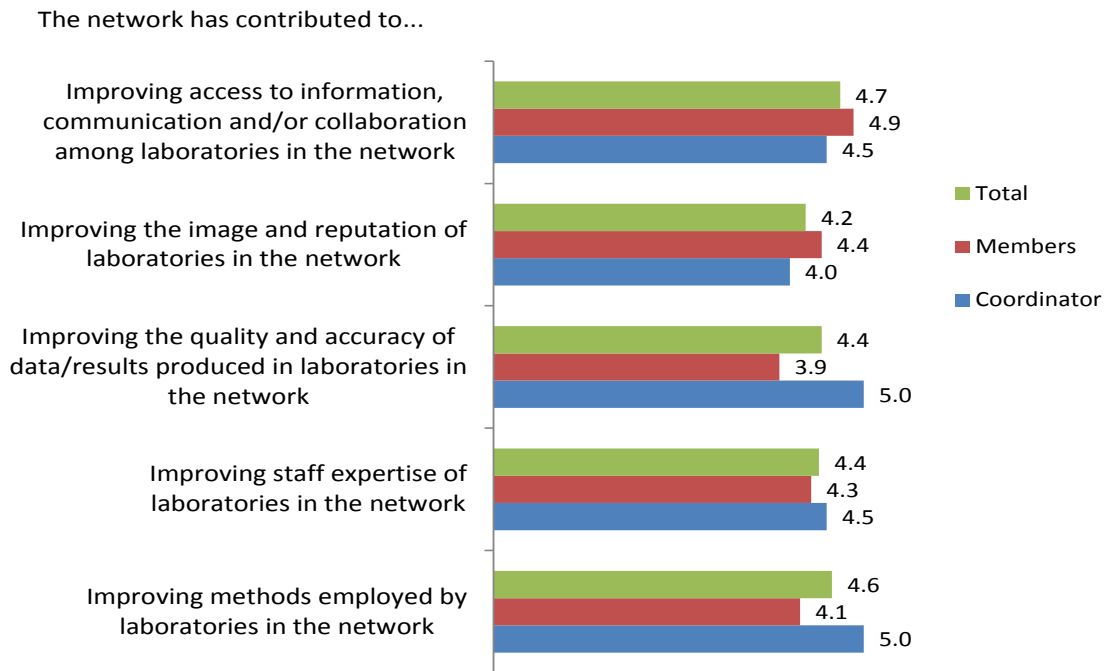 The network has contributed to...
Improving access to information,
communication and/or collaboration
among laboratories in the network
4.7
4.9
4.5
Improving the image and reputation of
laboratories in the network
4.2
4.4
4.0
Improving the quality and accuracy of
data/results produced in laboratories in
the network
4.4
3.9
5.0
Improving staff expertise of
laboratories in the network
4.4
4.3
4.5
Improving methods employed by
laboratories in the network
4.6
4.1
5.0
Total
Members
Coordinator